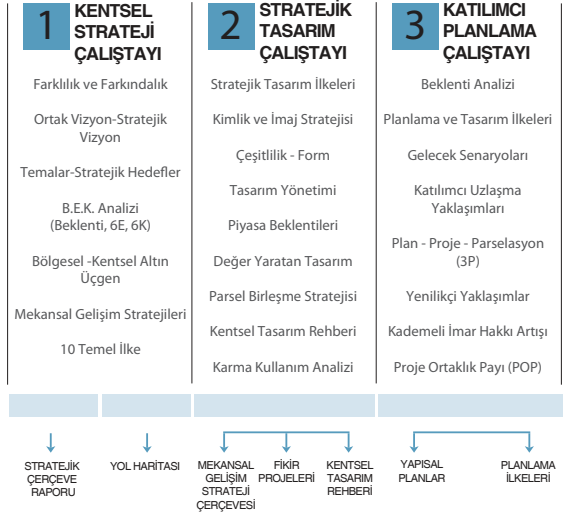 1
KENTSEL
STRATEJİ
ÇALIŞTAYI
Farklılık ve Farkındalık
Ortak Vizyon-Stratejik
Vizyon
Temalar-Stratejik Hedefler
B.E.K. Analizi
(Beklenti, 6E, 6K)
Bölgesel -Kentsel Altın
Üçgen
Mekansal Gelişim Stratejileri
10 Temel İlke
2
STRATEJİK
TASARIM
ÇALIŞTAYI
Stratejik Tasarım İlkeleri
Kimlik ve İmaj Stratejisi
Çeşitlilik - Form
Tasarım Yönetimi
Piyasa Beklentileri
Değer Yaratan Tasarım
Parsel Birleşme Stratejisi
Kentsel Tasarım Rehberi
Karma Kullanım Analizi
3
KATILIMCI
PLANLAMA
ÇALIŞTAYI
Beklenti Analizi
Planlama ve Tasarım İlkeleri
Gelecek Senaryoları
Katılımcı Uzlaşma
Yaklaşımları
Plan - Proje - Parselasyon
(3P)
Yenilikçi Yaklaşımlar
Kademeli İmar Hakkı Artışı
Proje Ortaklık Payı (POP)
STRATEJİK
ÇERÇEVE
RAPORU
YOL HARİTASI
MEKANSAL
GELİŞİM
STRATEJİ
ÇERÇEVESİ
FİKİR
PROJELERİ
KENTSEL
TASARIM
REHBERİ
YAPISAL
PLANLAR
PLANLAMA
İLKELERİ